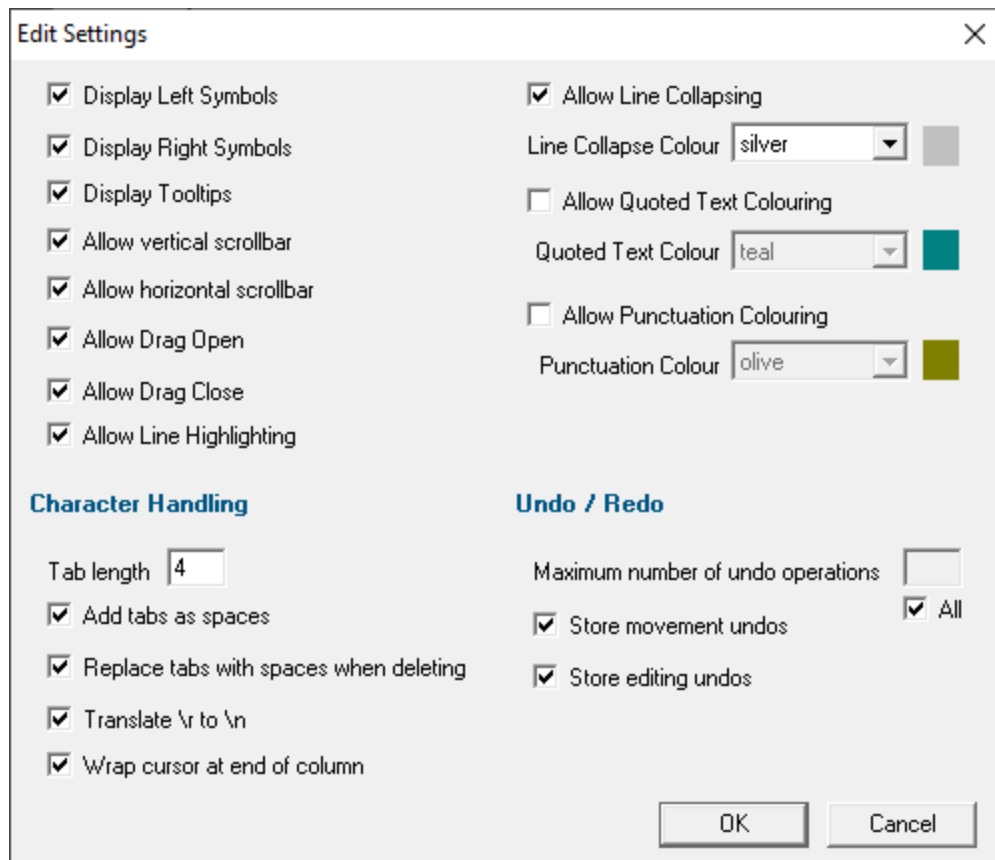 Edit Settings
Display Left Symbols
Display Right Symbols
Display Tooltips
Allow vertical scrollbar
Allow horizontal scrollbar
Allow Drag Open
Allow Drag Close
Allow Line Highlighting
Allow Line Collapsing
Line Collapse Colour silver
Allow Quoted Text Colouring
Quoted Text Colour teal
Allow Punctuation Colouring
Punctuation Colour olive
Character Handling
Tab length 4
Add tabs as spaces
Replace tabs with spaces when deleting
Translate \r to \n
Wrap cursor at end of column
Undo / Redo
Maximum number of undo operations
All
Store movement undos
Store editing undos
OK Cancel